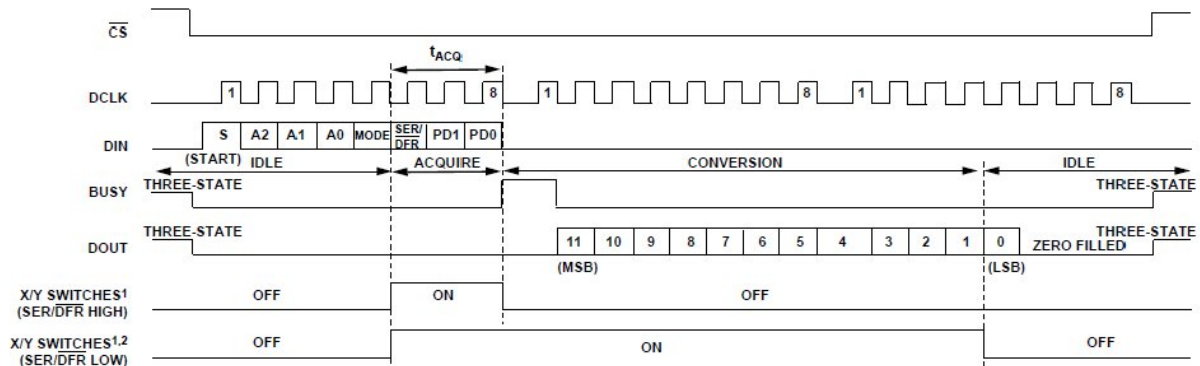 CS
tACQ
DCLK 1 8 1 8 1 8
DIN S A2 A1 A0 MODE SER/DFR PD1 PD0
(START) IDLE ACQUIRE CONVERSION IDLE
BUSY THREE-STATE THREE-STATE
DOUT THREE-STATE 11 10 9 8 7 6 5 4 3 2 1 0 ZERO FILLED THREE-STATE
(MSB) (LSB)
X/Y SWITCHES1 OFF ON OFF
(SER/DFR HIGH)
X/Y SWITCHES1,2 OFF ON OFF
(SER/DFR LOW)